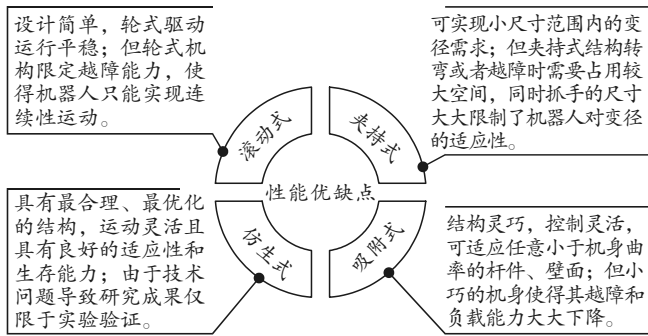 设计简单，轮式驱动
运行平稳；但轮式机
构限定越障能力，使
得机器人只能实现连
续性运动。
可实现小尺寸范围内的变
径需求；但夹持式结构转
弯或者越障时需要占用较
大空间，同时抓手的尺寸
大大限制了机器人对变径
的适应性。
滚动式
夹持式
性能优缺点
仿生式
吸附式
具有最合理、最优化
的结构，运动灵活且
具有良好的适应性和
生存能力；由于技术
问题导致研究成果仅
限于实验验证。
结构灵巧，控制灵活，
可适应任意小于机身曲
率的杆件、壁面；但小
巧的机身使得其越障和
负载能力大大下降。